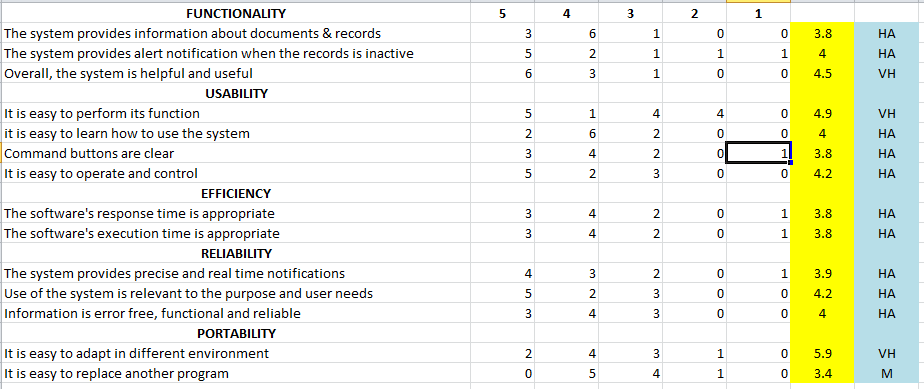 FUNCTIONALITY 5 4 3 2 1
The system provides information about documents & records 3 6 1 0 0 3.8 HA
The system provides alert notification when the records is inactive 5 2 1 1 1 4 HA
Overall, the system is helpful and useful 6 3 1 0 0 4.5 VH
USABILITY
It is easy to perform its function 5 1 4 4 0 4.9 VH
it is easy to learn how to use the system 2 6 2 0 0 4 HA
Command buttons are clear 3 4 2 0 1 3.8 HA
It is easy to operate and control 5 2 3 0 0 4.2 HA
EFFICIENCY
The software's response time is appropriate 3 4 2 0 1 3.8 HA
The software's execution time is appropriate 3 4 2 0 1 3.8 HA
RELIABILITY
The system provides precise and real time notifications 4 3 2 0 1 3.9 HA
Use of the system is relevant to the purpose and user needs 5 2 3 0 0 4.2 HA
Information is error free, functional and reliable 3 4 3 0 0 4 HA
PORTABILITY
It is easy to adapt in different environment 2 4 3 1 0 5.9 VH
It is easy to replace another program 0 5 4 1 0 3.4 M